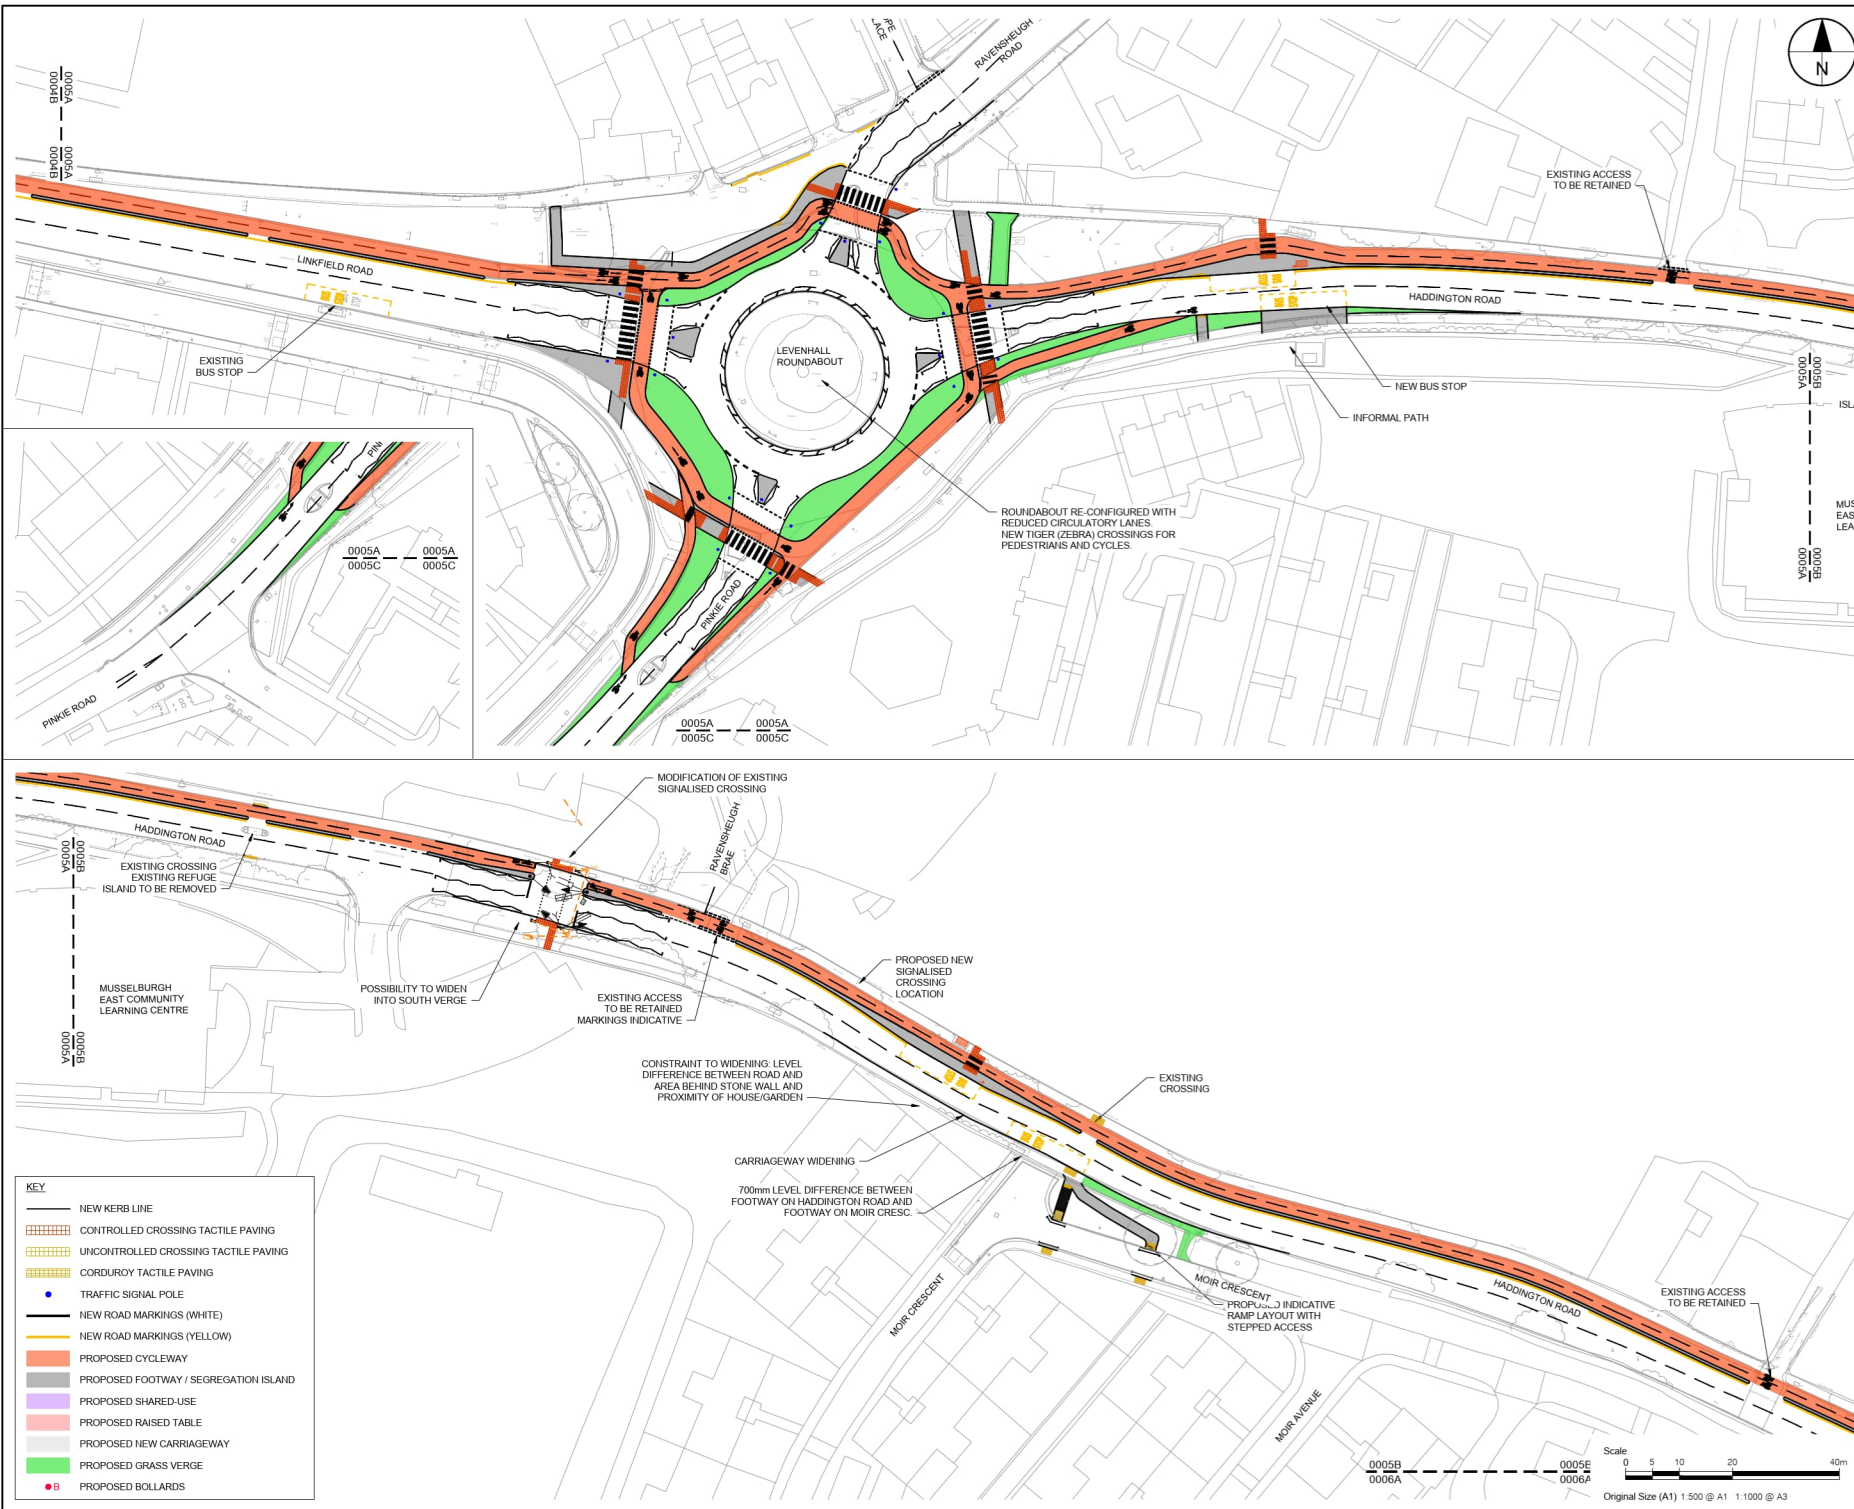 N
0005A
0004B
0005A
0004B
RAVENSHEUGH
ROAD
EXISTING ACCESS
TO BE RETAINED
LINKFIELD ROAD
HADDINGTON ROAD
EXISTING
BUS STOP
LEVENHALL
ROUNDABOUT
NEW BUS STOP
INFORMAL PATH
0005B
0005A
0005B
0005A
ROUNDABOUT RE-CONFIGURED WITH
REDUCED CIRCULATORY LANES.
NEW TIGER (ZEBRA) CROSSINGS FOR
PEDESTRIANS AND CYCLES.
PINKIE ROAD
0005A
0005C
0005A
0005C
PINKIE ROAD
0005A
0005C
0005A
0005C
MODIFICATION OF EXISTING
SIGNALISED CROSSING
HADDINGTON ROAD
RAVENSHEUGH
BRAE
0005B
0005A
0005B
0005A
EXISTING CROSSING
EXISTING REFUGE
ISLAND TO BE REMOVED
MUSSELBURGH
EAST COMMUNITY
LEARNING CENTRE
POSSIBILITY TO WIDEN
INTO SOUTH VERGE
EXISTING ACCESS
TO BE RETAINED
MARKINGS INDICATIVE
PROPOSED NEW
SIGNALISED
CROSSING
LOCATION
CONSTRAINT TO WIDENING: LEVEL
DIFFERENCE BETWEEN ROAD AND
AREA BEHIND STONE WALL AND
PROXIMITY OF HOUSE/GARDEN
EXISTING
CROSSING
CARRIAGEWAY WIDENING
700mm LEVEL DIFFERENCE BETWEEN
FOOTWAY ON HADDINGTON ROAD AND
FOOTWAY ON MOIR CRESC.
MOIR CRESCENT
MOIR CRESCENT
PROPOSED INDICATIVE
RAMP LAYOUT WITH
STEPPED ACCESS
HADDINGTON ROAD
EXISTING ACCESS
TO BE RETAINED
MOIR AVENUE
KEY
NEW KERB LINE
CONTROLLED CROSSING TACTILE PAVING
UNCONTROLLED CROSSING TACTILE PAVING
CORDUROY TACTILE PAVING
TRAFFIC SIGNAL POLE
NEW ROAD MARKINGS (WHITE)
NEW ROAD MARKINGS (YELLOW)
PROPOSED CYCLEWAY
PROPOSED FOOTWAY / SEGREGATION ISLAND
PROPOSED SHARED-USE
PROPOSED RAISED TABLE
PROPOSED NEW CARRIAGEWAY
PROPOSED GRASS VERGE
B PROPOSED BOLLARDS
0005B
0006A
0006A
Scale
0 5 10 20 40m
Original Size (A1) 1:500 @ A1 1:1000 @ A3